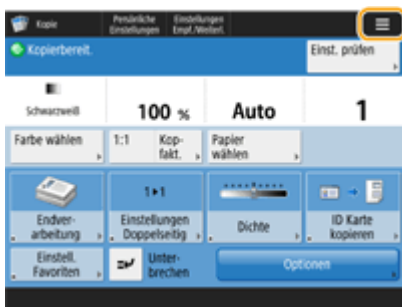 Kopie
Persönliche
Einstellungen
Einstellungen
Empf./Weiterl.
Kopierbereit.
Einst. prüfen
Schwarzweiß
100 %
Auto
1
Farbe wählen
1:1
Kop-
fakt.
Papier
wählen
1▸1
Endver-
arbeitung
Einstellungen
Doppelseitig
Dichte
ID Karte
kopieren
Einstell.
Favoriten
Unter-
brechen
Optionen